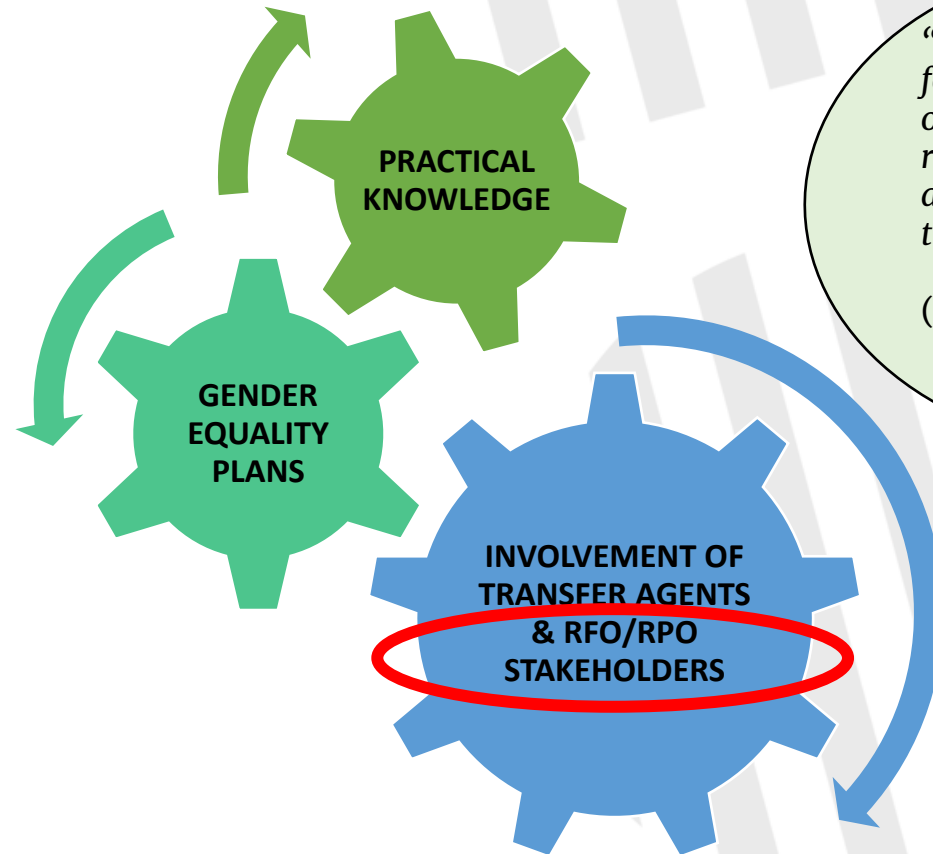 PRACTICAL
KNOWLEDGE
GENDER
EQUALITY
PLANS
INVOLVEMENT OF
TRANSFER AGENTS
& RFO/RPO
STAKEHOLDERS
“
(